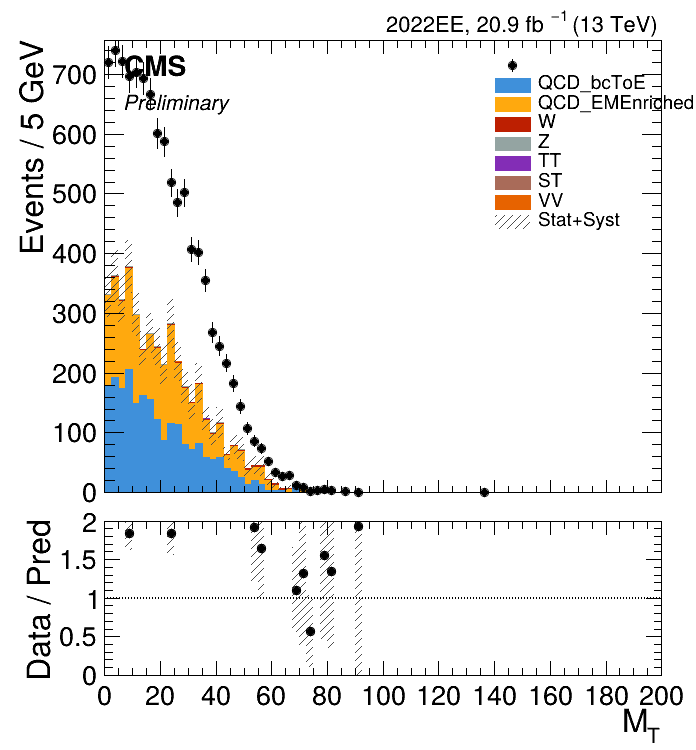 2022EE, 20.9 fb⁻¹ (13 TeV)
Events / 5 GeV
700
600
500
400
300
200
100
0
CMS
Preliminary
QCD_bcToE
QCD_EMEnriched
W
Z
TT
ST
VV
Stat+Syst
Data / Pred
2
1.5
1
0.5
0
0 20 40 60 80 100 120 140 160 180 200
M_T